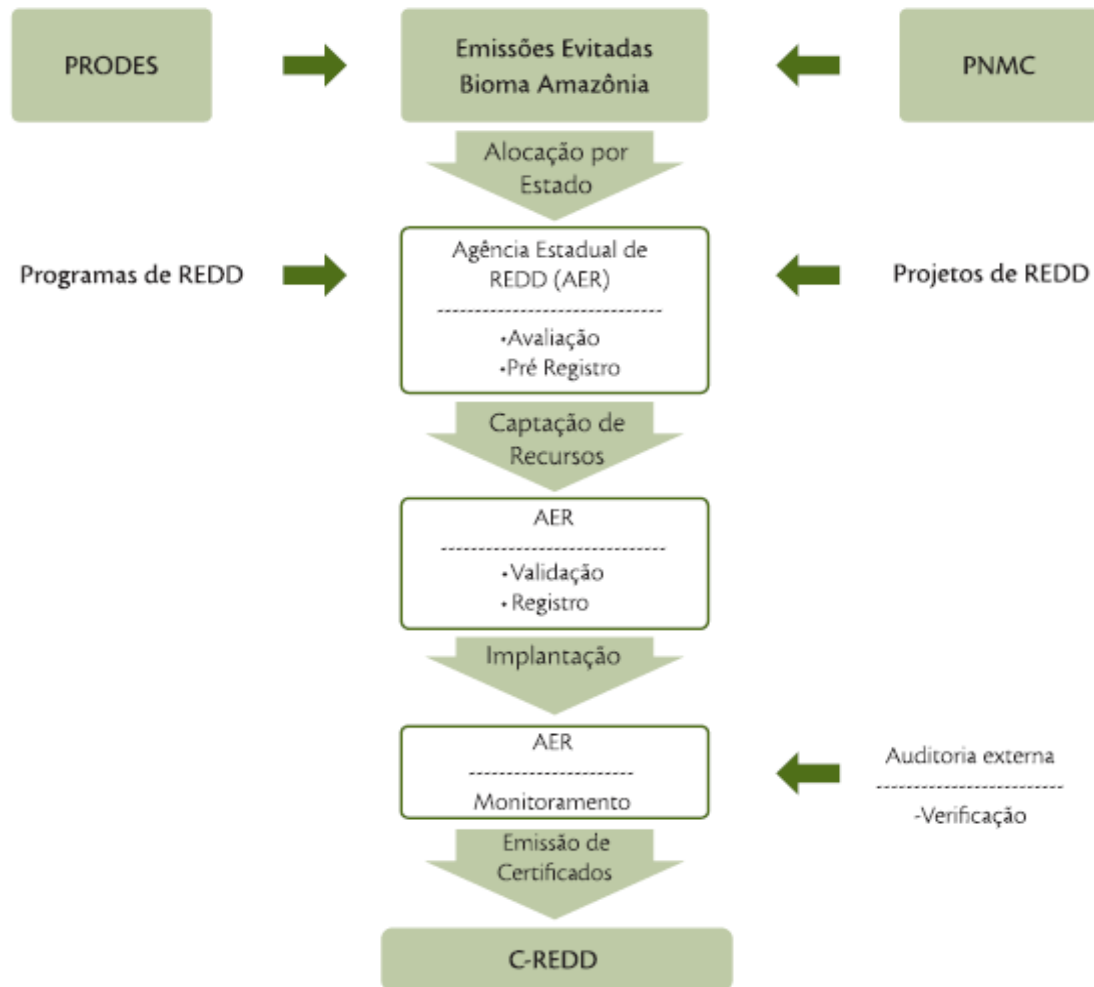 PRODES
Emissões Evitadas
Bioma Amazônia
PNMC
Alocação por
Estado
Programas de REDD
Agência Estadual de
REDD (AER)
•Avaliação
•Pré Registro
Projetos de REDD
Captação de
Recursos
AER
• Validação
• Registro
Implantação
AER
Monitoramento
Auditoria externa
-Verificação
Emissão de
Certificados
C-REDD